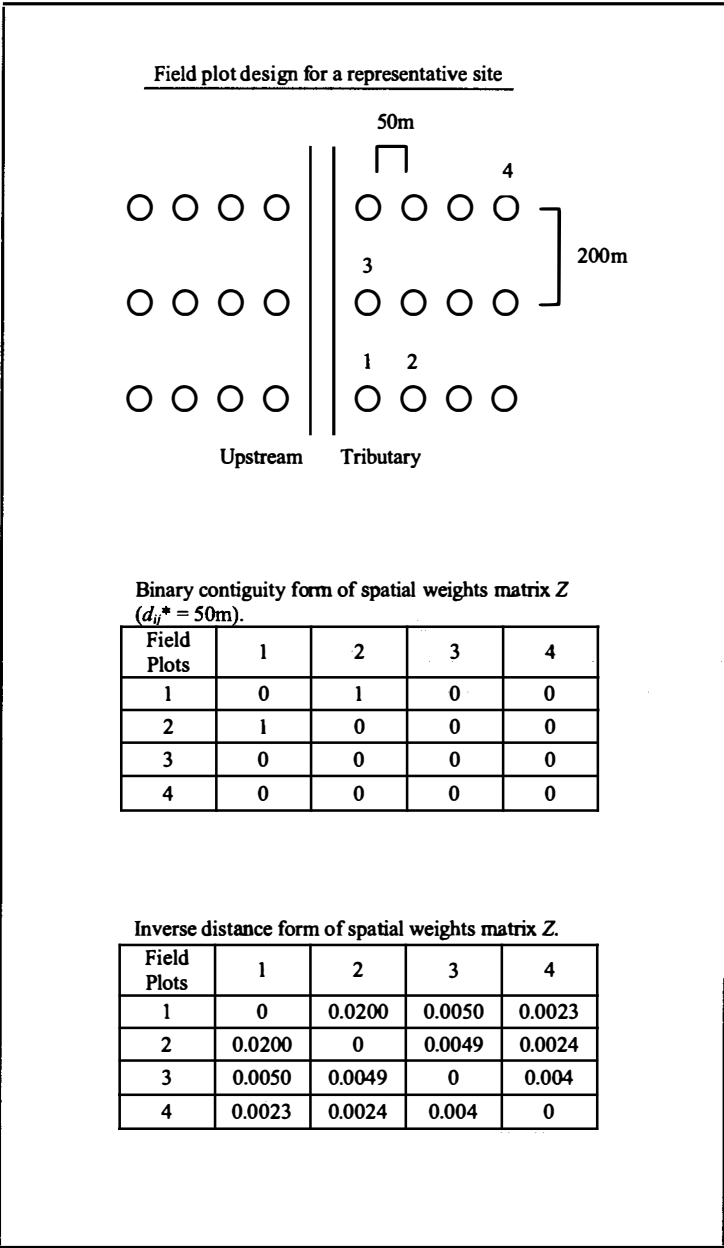 Field plot design for a representative site
50m
4
200m
3
1 2
Upstream Tributary
Binary contiguity form of spatial weights matrix Z
(dij* = 50m).
Field Plots 1 2 3 4
1 0 1 0 0
2 1 0 0 0
3 0 0 0 0
4 0 0 0 0
Inverse distance form of spatial weights matrix Z.
Field Plots 1 2 3 4
1 0 0.0200 0.0050 0.0023
2 0.0200 0 0.0049 0.0024
3 0.0050 0.0049 0 0.004
4 0.0023 0.0024 0.004 0